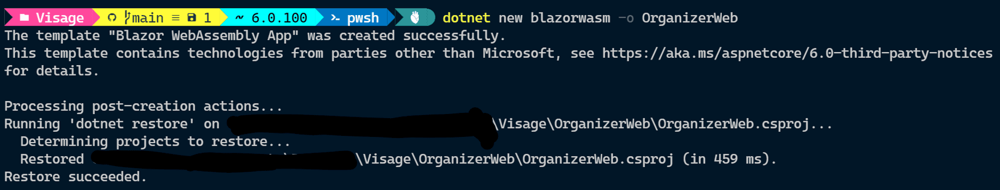 Visage main ≡ 1 ~ 6.0.100 pwsh dotnet new blazorwasm -o OrganizerWeb
The template "Blazor WebAssembly App" was created successfully.
This template contains technologies from parties other than Microsoft, see https://aka.ms/aspnetcore/6.0-third-party-notices
for details.
Processing post-creation actions...
Running 'dotnet restore' on \Visage\OrganizerWeb\OrganizerWeb.csproj...
Determining projects to restore...
Restored \Visage\OrganizerWeb\OrganizerWeb.csproj (in 459 ms).
Restore succeeded.